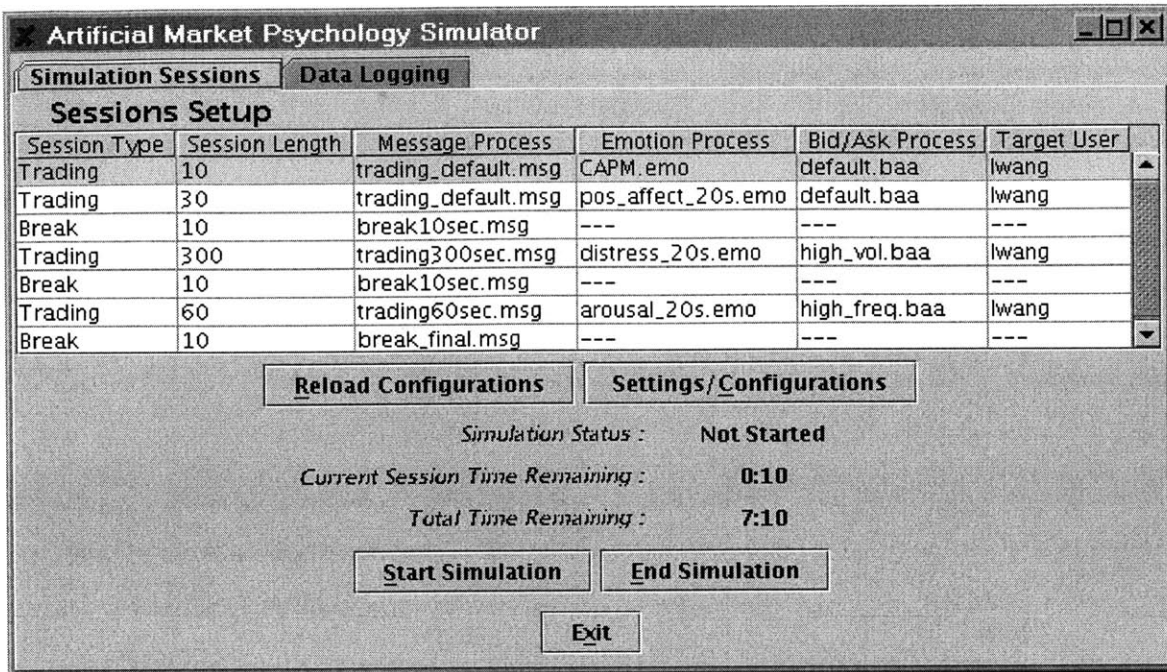 Artificial Market Psychology Simulator
Simulation Sessions Data Logging
Sessions Setup
Session Type Session Length Message Process Emotion Process Bid/Ask Process Target User
Trading 10 trading_default.msg CAPM.emo default.baa lwang
Trading 30 trading_default.msg pos_affect_20s.emo default.baa lwang
Break 10 break10sec.msg --- --- ---
Trading 300 trading300sec.msg distress_20s.emo high_vol.baa lwang
Break 10 break10sec.msg --- --- ---
Trading 60 trading60sec.msg arousal_20s.emo high_freq.baa lwang
Break 10 break_final.msg --- --- ---
Reload Configurations Settings/Configurations
Simulation Status : Not Started
Current Session Time Remaining : 0:10
Total Time Remaining : 7:10
Start Simulation End Simulation
Exit